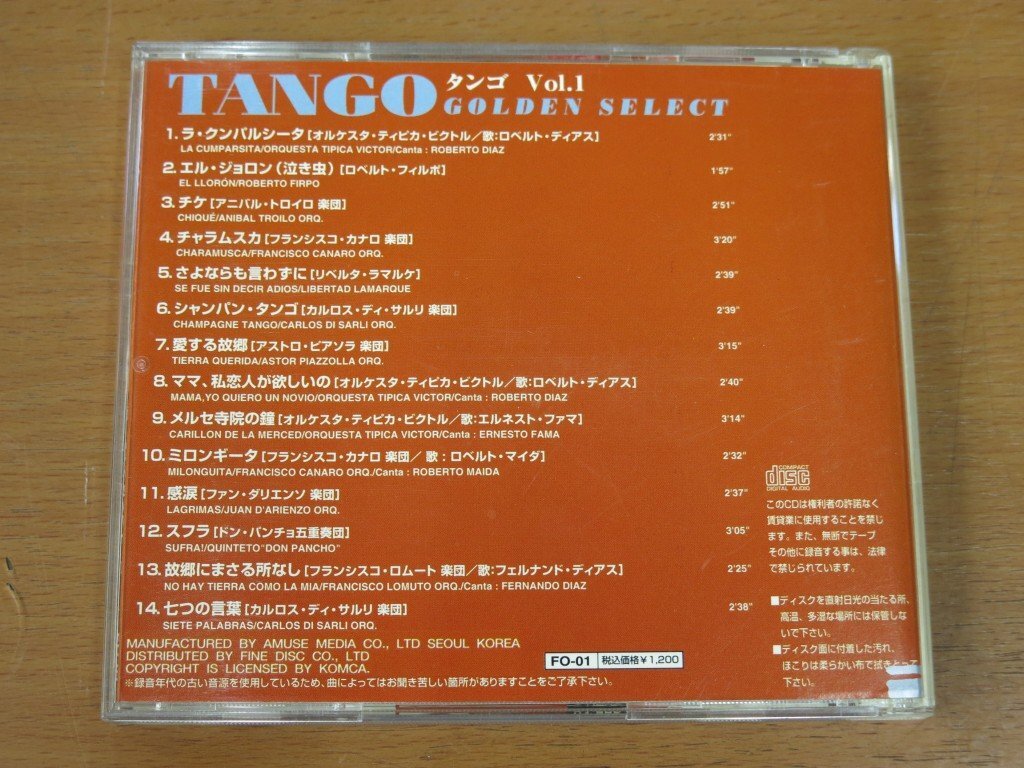 TANGO タンゴ Vol.1
GOLDEN SELECT
1. ラ・クンパルシータ [オルケスタ・ティピカ・ビクトル／歌:ロベルト・ディアス] 2'31"
LA CUMPARSITA/ORQUESTA TIPICA VICTOR/Canta : ROBERTO DIAZ
2. エル・ジョロン (泣き虫) [ロベルト・フィルポ] 1'57"
EL LLORÓN/ROBERTO FIRPO
3. チケ [アニバル・トロイロ 楽団] 2'51"
CHIQUÉ/ANIBAL TROILO ORQ.
4. チャラムスカ [フランシスコ・カナロ 楽団] 3'20"
CHARAMUSCA/FRANCISCO CANARO ORQ.
5. さよならも言わずに [リベルタ・ラマルケ] 2'39"
SE FUE SIN DECIR ADIOS/LIBERTAD LAMARQUE
6. シャンパン・タンゴ [カルロス・ディ・サルリ 楽団] 2'39"
CHAMPAGNE TANGO/CARLOS DI SARLI ORQ.
7. 愛する故郷 [アストロ・ピアソラ 楽団] 3'15"
TIERRA QUERIDA/ASTOR PIAZZOLLA ORQ.
8. ママ、私恋人が欲しいの [オルケスタ・ティピカ・ビクトル／歌:ロベルト・ディアス] 2'40"
MAMA,YO QUIERO UN NOVIO/ORQUESTA TIPICA VICTOR/Canta : ROBERTO DIAZ
9. メルセ寺院の鐘 [オルケスタ・ティピカ・ビクトル／歌:エルネスト・ファマ] 3'14"
CARILLON DE LA MERCED/ORQUESTA TIPICA VICTOR/Canta : ERNESTO FAMA
10. ミロンギータ [フランシスコ・カナロ 楽団／ 歌 : ロベルト・マイダ] 2'32"
MILONGUITA/FRANCISCO CANARO ORQ./Canta : ROBERTO MAIDA
11. 感涙 [ファン・ダリエンソ 楽団] 2'37"
LAGRIMAS/JUAN D'ARIENZO ORQ.
12. スフラ [ドン・パンチョ五重奏団] 3'05"
SUFRA!/QUINTETO"DON PANCHO"
13. 故郷にまさる所なし [フランシスコ・ロムート 楽団／歌:フェルナンド・ディアス] 2'25"
NO HAY TIERRA COMO LA MIA/FRANCISCO LOMUTO ORQ./Canta : FERNANDO DIAZ
14. 七つの言葉 [カルロス・ディ・サルリ 楽団] 2'38"
SIETE PALABRAS/CARLOS DI SARLI ORQ.
MANUFACTURED BY AMUSE MEDIA CO., LTD SEOUL KOREA
DISTRIBUTED BY FINE DISC CO., LTD
COPYRIGHT IS LICENSED BY KOMCA.
※録音年代の古い音源を使用しているため、曲によってはお聞き苦しい箇所がありますことをご了承下さい。
FO-01 税込価格￥1,200
COMPACT
disc
DIGITAL AUDIO
このCDは権利者の許諾なく
賃貸業に使用することを禁じ
ます。また、無断でテープ
その他に録音する事は、法律
で禁じられています。
■ディスクを直射日光の当たる所、
高温、多湿な場所には保管しな
いで下さい。
■ディスク面に付着した汚れ、
ほこりは柔らかい布で拭きとって
下さい。